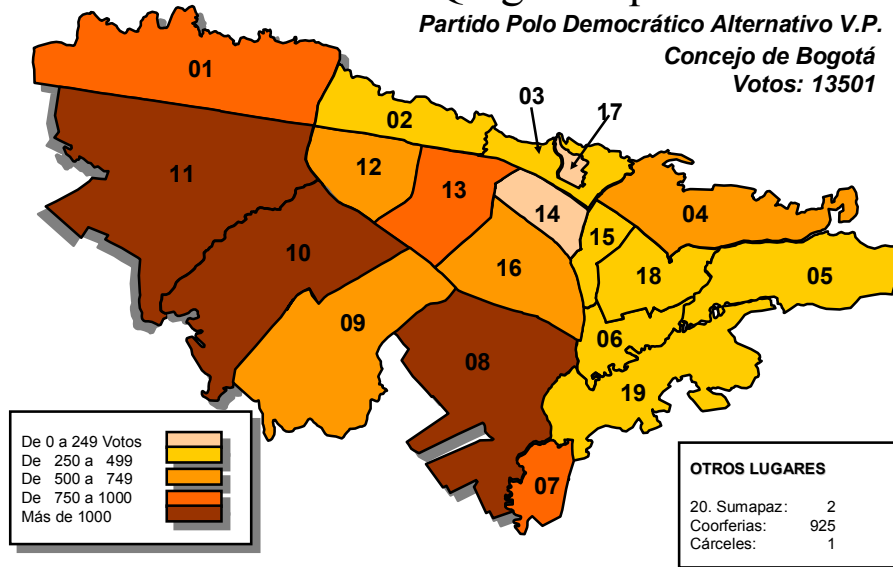 Partido Polo Democrático Alternativo V.P.
Concejo de Bogotá
Votos: 13501
01
02
03
17
11
12
13
14
04
15
10
16
18
05
09
06
08
19
07
De 0 a 249 Votos
De 250 a 499
De 500 a 749
De 750 a 1000
Más de 1000
OTROS LUGARES
20. Sumapaz: 2
Coorferias: 925
Cárceles: 1